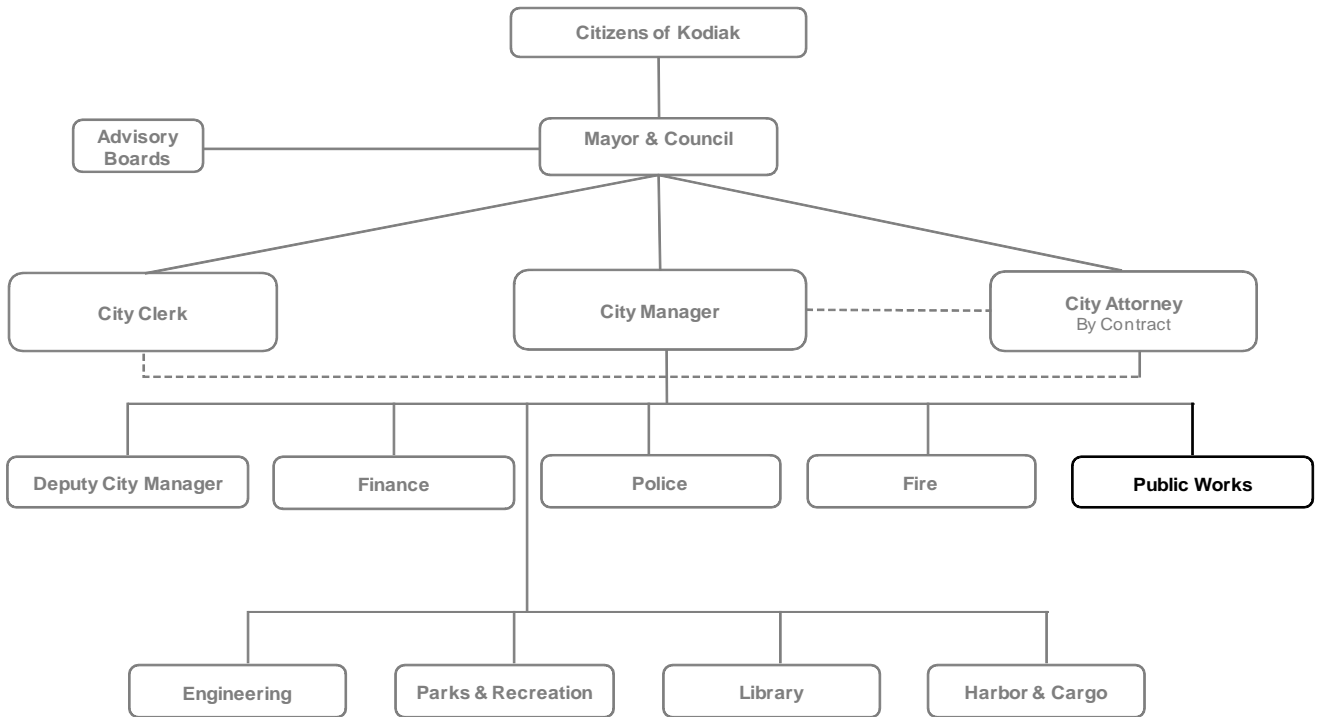 Citizens of Kodiak
Advisory
Boards
Mayor & Council
City Clerk
City Manager
City Attorney
By Contract
Deputy City Manager
Finance
Police
Fire
Public Works
Engineering
Parks & Recreation
Library
Harbor & Cargo